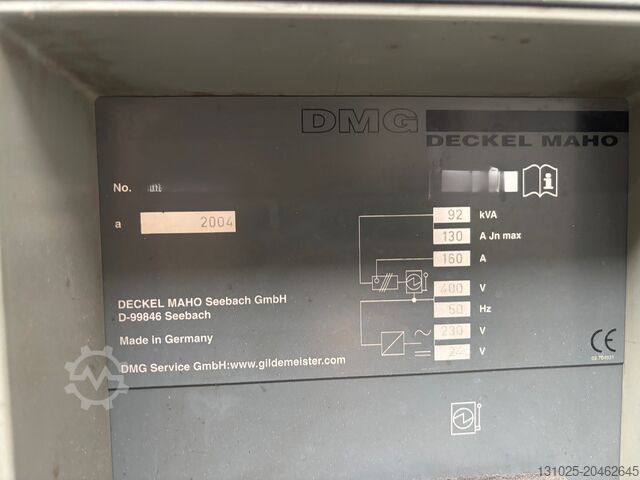 DMG
DECKEL MAHO
No.
a 2004
92 kVA
130 A Jn max
160 A
400 V
50 Hz
230 V
24 V
DECKEL MAHO Seebach GmbH
D-99846 Seebach
Made in Germany
DMG Service GmbH:www.gildemeister.com
CE
131025-20462645